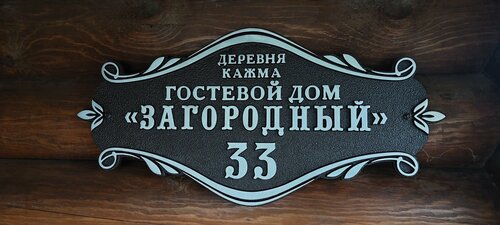 ДЕРЕВНЯ
КАЖМА
ГОСТЕВОЙ ДОМ
«ЗАГОРОДНЫЙ»
33